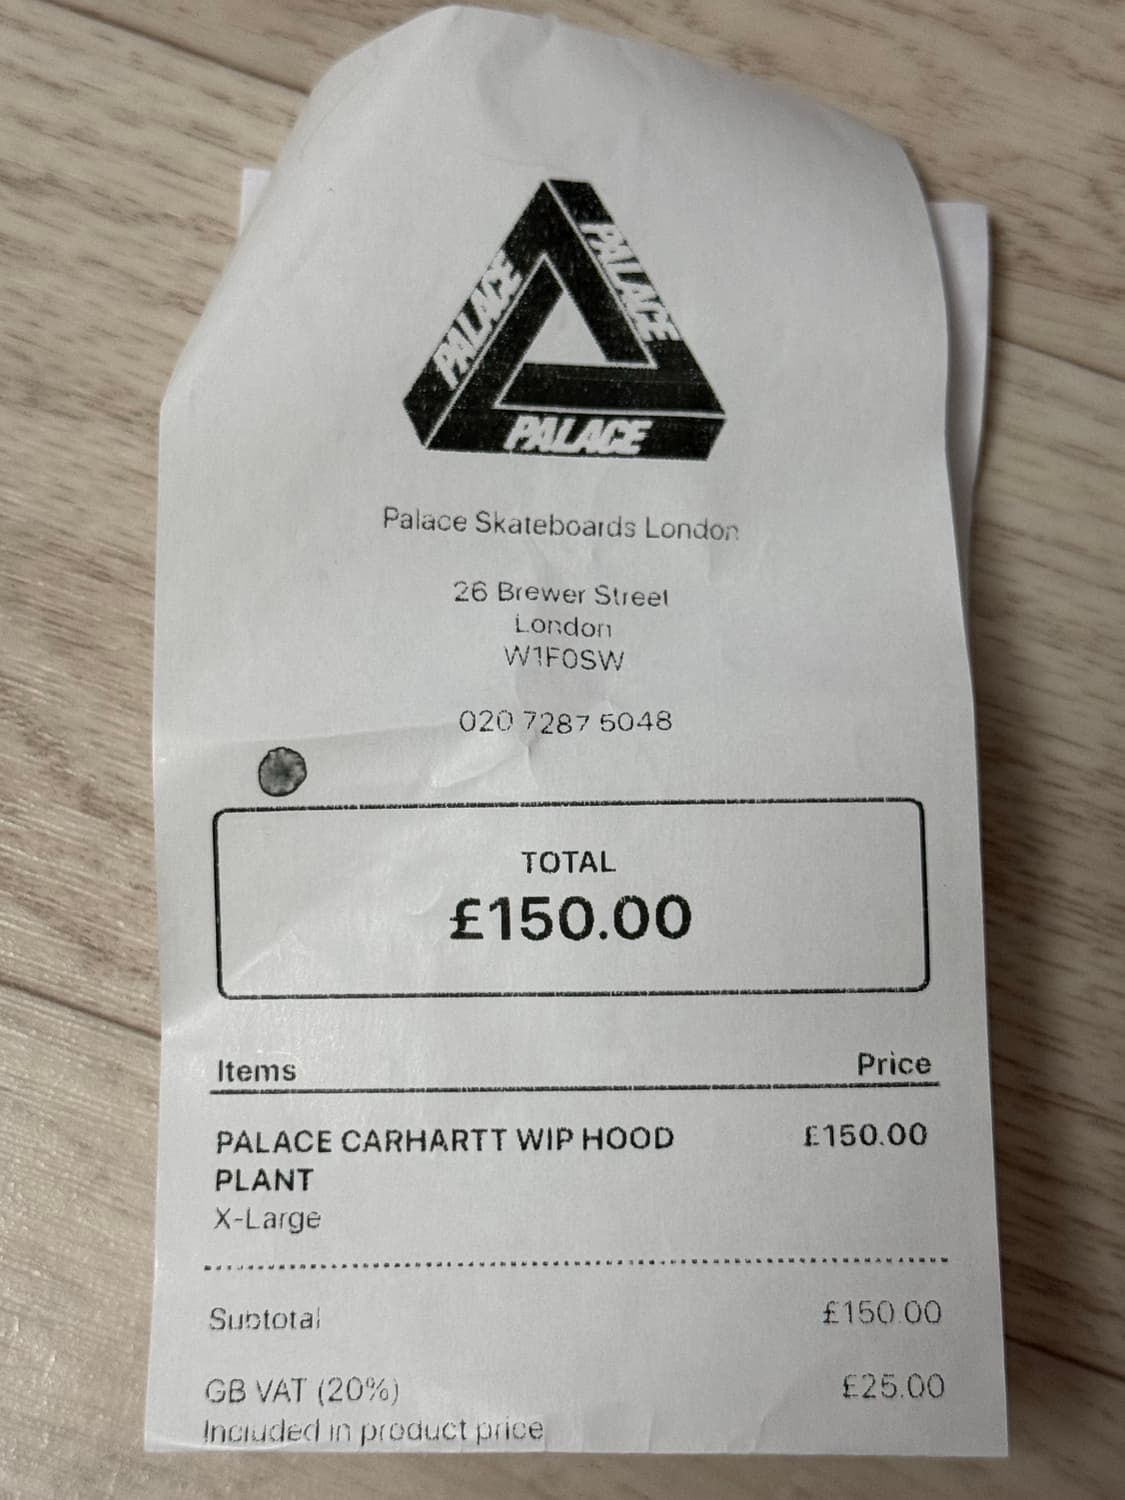 PALACE
PALACE
PALACE
Palace Skateboards London
26 Brewer Street
London
W1F0SW
020 7287 5048
TOTAL
£150.00
Items Price
PALACE CARHARTT WIP HOOD £150.00
PLANT
X-Large
Subtotal £150.00
GB VAT (20%) £25.00
Included in product price